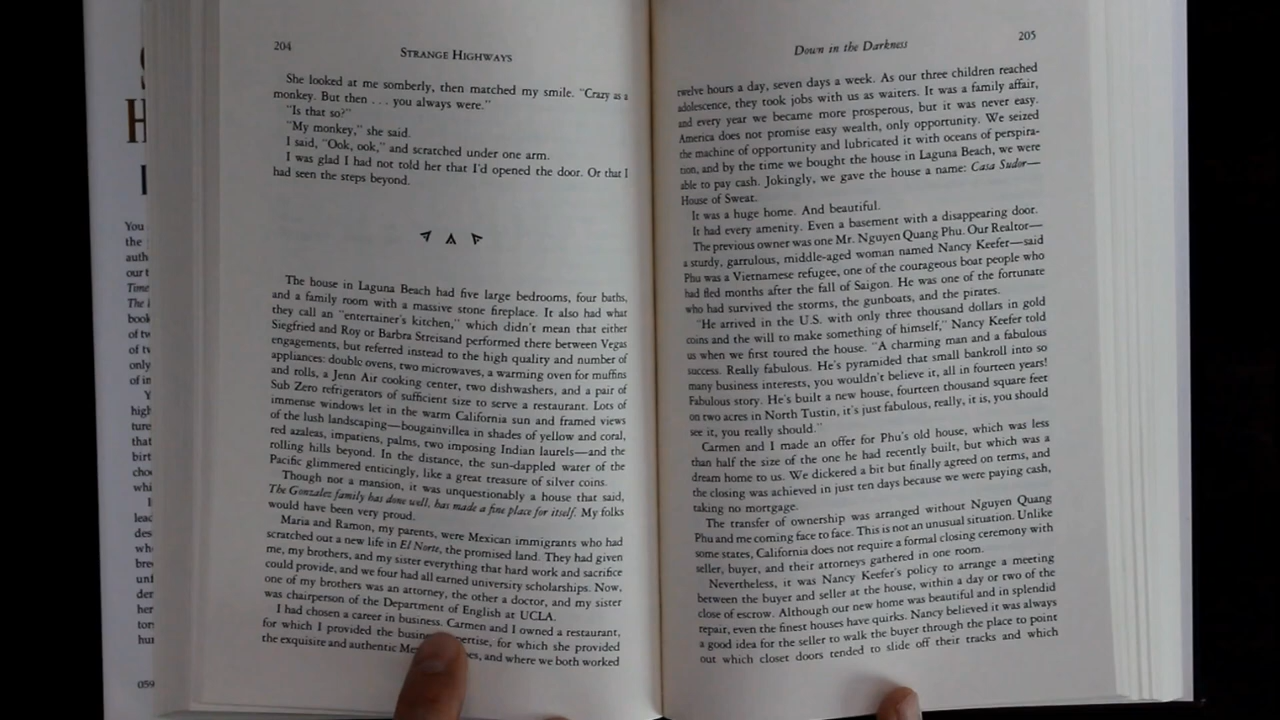 204
STRANGE HIGHWAYS
She looked at me somberly, then matched my smile. "Crazy as a
monkey. But then . . . you always were."
"Is that so?"
"My monkey," she said.
I said, "Ook, ook," and scratched under one arm.
I was glad I had not told her that I'd opened the door. Or that I
had seen the steps beyond.
The house in Laguna Beach had five large bedrooms, four baths,
and a family room with a massive stone fireplace. It also had what
they call an "entertainer's kitchen," which didn't mean that either
Siegfried and Roy or Barbra Streisand performed there between Vegas
engagements, but referred instead to the high quality and number of
appliances: double ovens, two microwaves, a warming oven for muffins
and rolls, a Jenn Air cooking center, two dishwashers, and a pair of
Sub Zero refrigerators of sufficient size to serve a restaurant. Lots of
immense windows let in the warm California sun and framed views
of the lush landscaping—bougainvillea in shades of yellow and coral,
red azaleas, impatiens, palms, two imposing Indian laurels—and the
rolling hills beyond. In the distance, the sun-dappled water of the
Pacific glimmered enticingly, like a great treasure of silver coins.
Though not a mansion, it was unquestionably a house that said,
The Gonzalez family has done well, has made a fine place for itself. My folks
would have been very proud.
Maria and Ramon, my parents, were Mexican immigrants who had
scratched out a new life in El Norte, the promised land. They had given
me, my brothers, and my sister everything that hard work and sacrifice
could provide, and we four had all earned university scholarships. Now,
one of my brothers was an attorney, the other a doctor, and my sister
was chairperson of the Department of English at UCLA.
I had chosen a career in business. Carmen and I owned a restaurant,
for which I provided the for which she provided
the exquisite and authentic and where we both worked
Down in the Darkness
205
twelve hours a day, seven days a week. As our three children reached
adolescence, they took jobs with us as waiters. It was a family affair,
and every year we became more prosperous, but it was never easy.
America does not promise easy wealth, only opportunity. We seized
the machine of opportunity and lubricated it with oceans of perspira-
tion, and by the time we bought the house in Laguna Beach, we were
able to pay cash. Jokingly, we gave the house a name: Casa Sudor—
House of Sweat.
It was a huge home. And beautiful.
It had every amenity. Even a basement with a disappearing door.
The previous owner was one Mr. Nguyen Quang Phu. Our Realtor—
a sturdy, garrulous, middle-aged woman named Nancy Keefer—said
Phu was a Vietnamese refugee, one of the courageous boat people who
had fled months after the fall of Saigon. He was one of the fortunate
who had survived the storms, the gunboats, and the pirates.
"He arrived in the U.S. with only three thousand dollars in gold
coins and the will to make something of himself," Nancy Keefer told
us when we first toured the house. "A charming man and a fabulous
success. Really fabulous. He's pyramided that small bankroll into so
many business interests, you wouldn't believe it, all in fourteen years!
Fabulous story. He's built a new house, fourteen thousand square feet
on two acres in North Tustin, it's just fabulous, really, it is, you should
see it, you really should."
Carmen and I made an offer for Phu's old house, which was less
than half the size of the one he had recently built, but which was a
dream home to us. We dickered a bit but finally agreed on terms, and
the closing was achieved in just ten days because we were paying cash,
taking no mortgage.
The transfer of ownership was arranged without Nguyen Quang
Phu and me coming face to face. This is not an unusual situation. Unlike
some states, California does not require a formal closing ceremony with
seller, buyer, and their attorneys gathered in one room.
Nevertheless, it was Nancy Keefer's policy to arrange a meeting
between the buyer and seller at the house, within a day or two of the
close of escrow. Although our new home was beautiful and in splendid
repair, even the finest houses have quirks. Nancy believed it was always
a good idea for the seller to walk the buyer through the place to point
out which closet doors tended to slide off their tracks and which